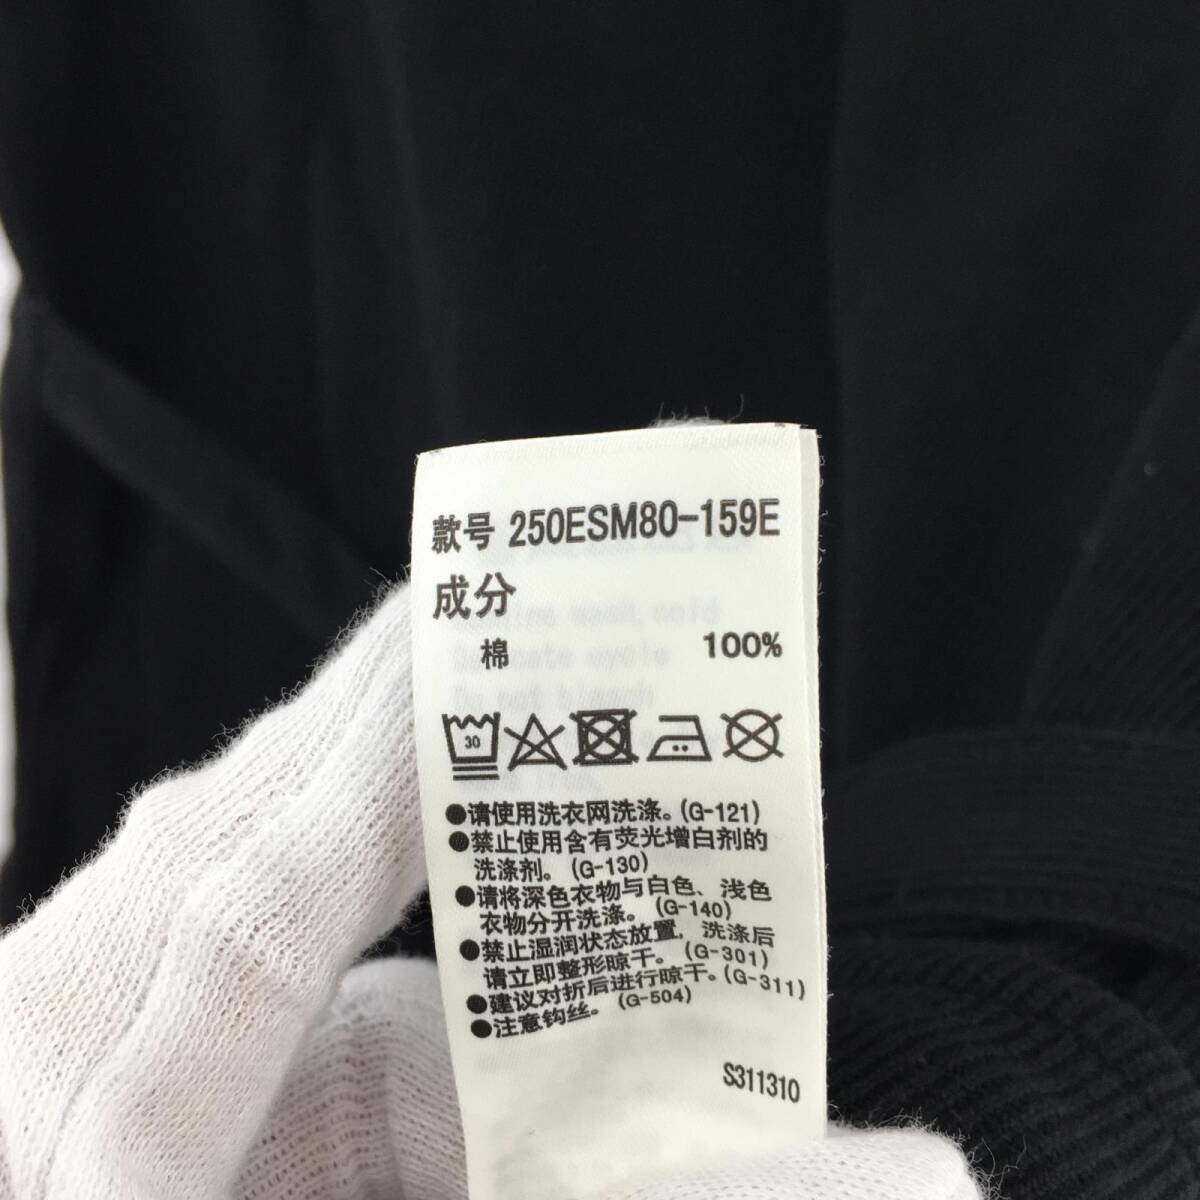 款号 250ESM80-159E
成分
棉 100%
30
●请使用洗衣网洗涤。(G-121)
●禁止使用含有荧光增白剂的
洗涤剂。(G-130)
●请将深色衣物与白色、浅色
衣物分开洗涤。(G-140)
●禁止湿润状态放置，洗涤后
请立即整形晾干。(G-301)
●建议对折后进行晾干。(G-311)
●注意钩丝。(G-504)
S311310